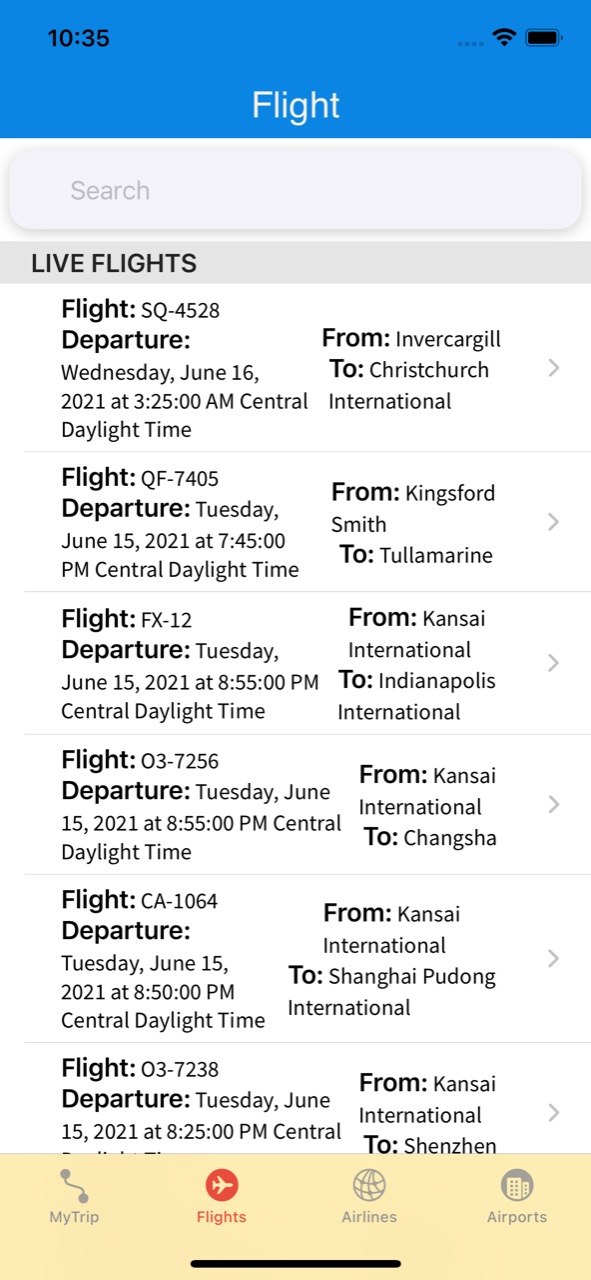 10:35
Flight
Search
LIVE FLIGHTS
Flight: SQ-4528
Departure:
Wednesday, June 16,
2021 at 3:25:00 AM Central
Daylight Time
From: Invercargill
To: Christchurch
International
Flight: QF-7405
Departure: Tuesday,
June 15, 2021 at 7:45:00
PM Central Daylight Time
From: Kingsford
Smith
To: Tullamarine
Flight: FX-12
Departure: Tuesday,
June 15, 2021 at 8:55:00 PM
Central Daylight Time
From: Kansai
International
To: Indianapolis
International
Flight: O3-7256
Departure: Tuesday, June
15, 2021 at 8:55:00 PM Central
Daylight Time
From: Kansai
International
To: Changsha
Flight: CA-1064
Departure:
Tuesday, June 15,
2021 at 8:50:00 PM
Central Daylight Time
From: Kansai
International
To: Shanghai Pudong
International
Flight: O3-7238
Departure: Tuesday, June
15, 2021 at 8:25:00 PM Central
From: Kansai
International
To: Shenzhen
MyTrip
Flights
Airlines
Airports